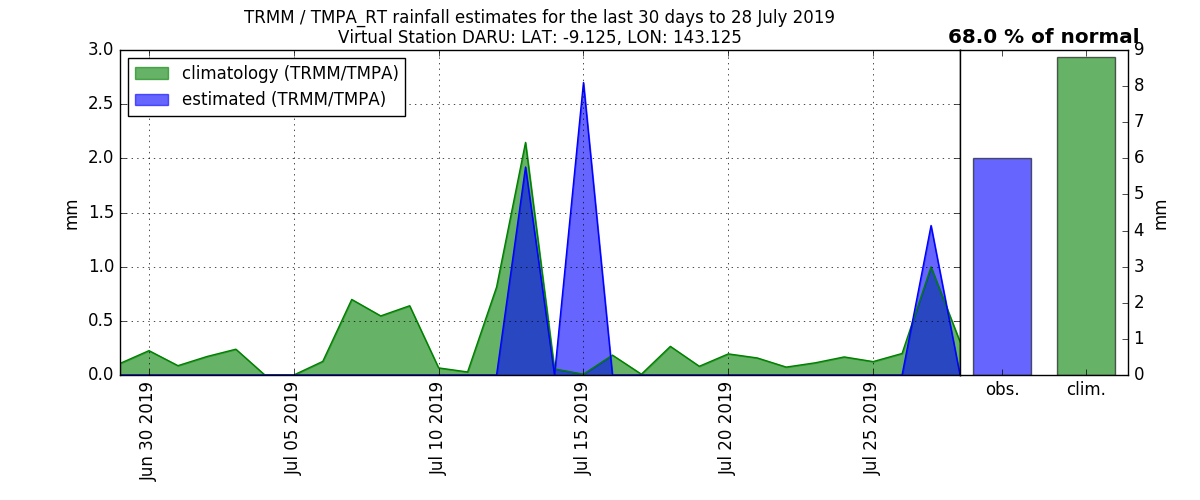 TRMM / TMPA_RT rainfall estimates for the last 30 days to 28 July 2019
Virtual Station DARU: LAT: -9.125, LON: 143.125
68.0 % of normal
climatology (TRMM/TMPA)
estimated (TRMM/TMPA)
3.0
2.5
2.0
1.5
1.0
0.5
0.0
mm
Jun 30 2019
Jul 05 2019
Jul 10 2019
Jul 15 2019
Jul 20 2019
Jul 25 2019
obs.
clim.
9
8
7
6
5
4
3
2
1
0
mm